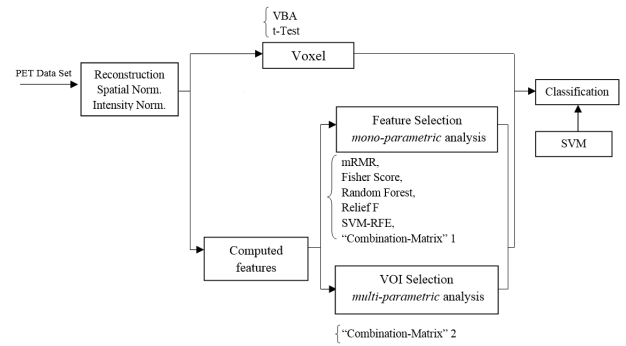 VBA
t-Test
Voxel
PET Data Set
Reconstruction
Spatial Norm.
Intensity Norm.
Classification
SVM
Feature Selection
mono-parametric analysis
mRMR,
Fisher Score,
Random Forest,
Relief F
SVM-RFE,
“Combination-Matrix” 1
Computed
features
VOI Selection
multi-parametric analysis
“Combination-Matrix” 2